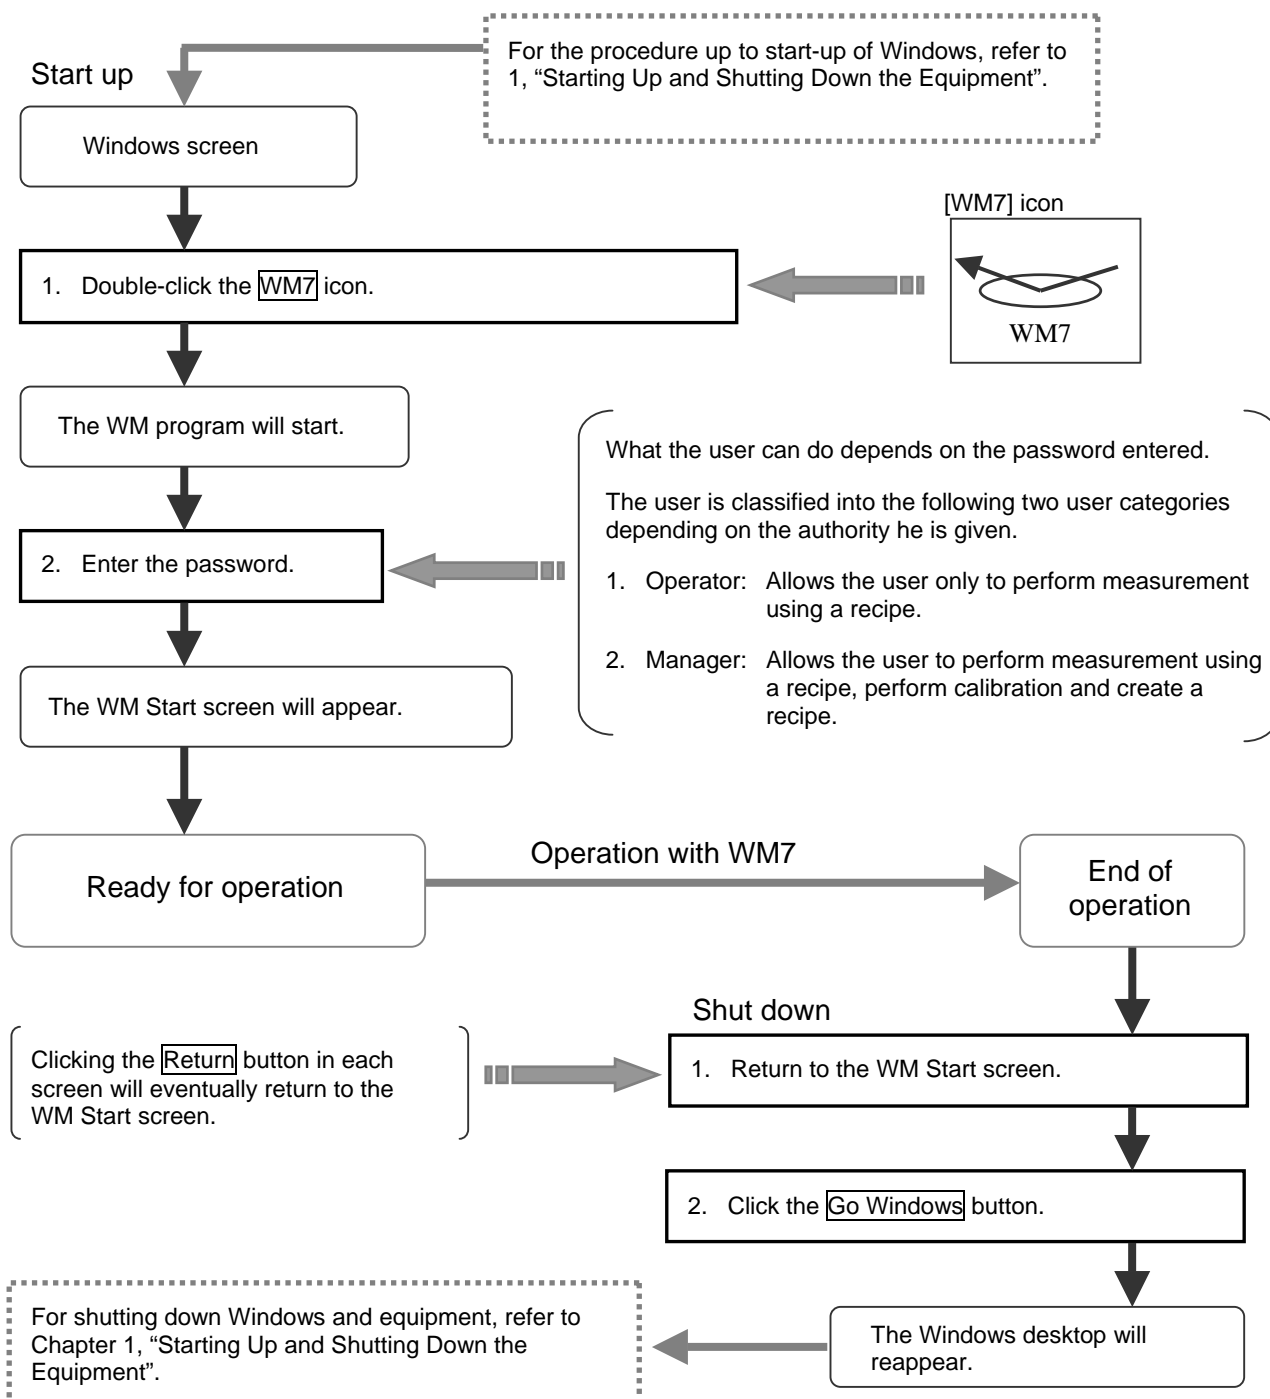 For the procedure up to start-up of Windows, refer to
1, “Starting Up and Shutting Down the Equipment”.
Start up
Windows screen
[WM7] icon
1. Double-click the WM7 icon.
WM7
The WM program will start.
What the user can do depends on the password entered.
The user is classified into the following two user categories
depending on the authority he is given.
2. Enter the password.
1. Operator: Allows the user only to perform measurement
using a recipe.
2. Manager: Allows the user to perform measurement using
a recipe, perform calibration and create a
recipe.
The WM Start screen will appear.
Ready for operation
Operation with WM7
End of
operation
Shut down
Clicking the Return button in each
screen will eventually return to the
WM Start screen.
1. Return to the WM Start screen.
2. Click the Go Windows button.
The Windows desktop will
reappear.
For shutting down Windows and equipment, refer to
Chapter 1, “Starting Up and Shutting Down the
Equipment”.